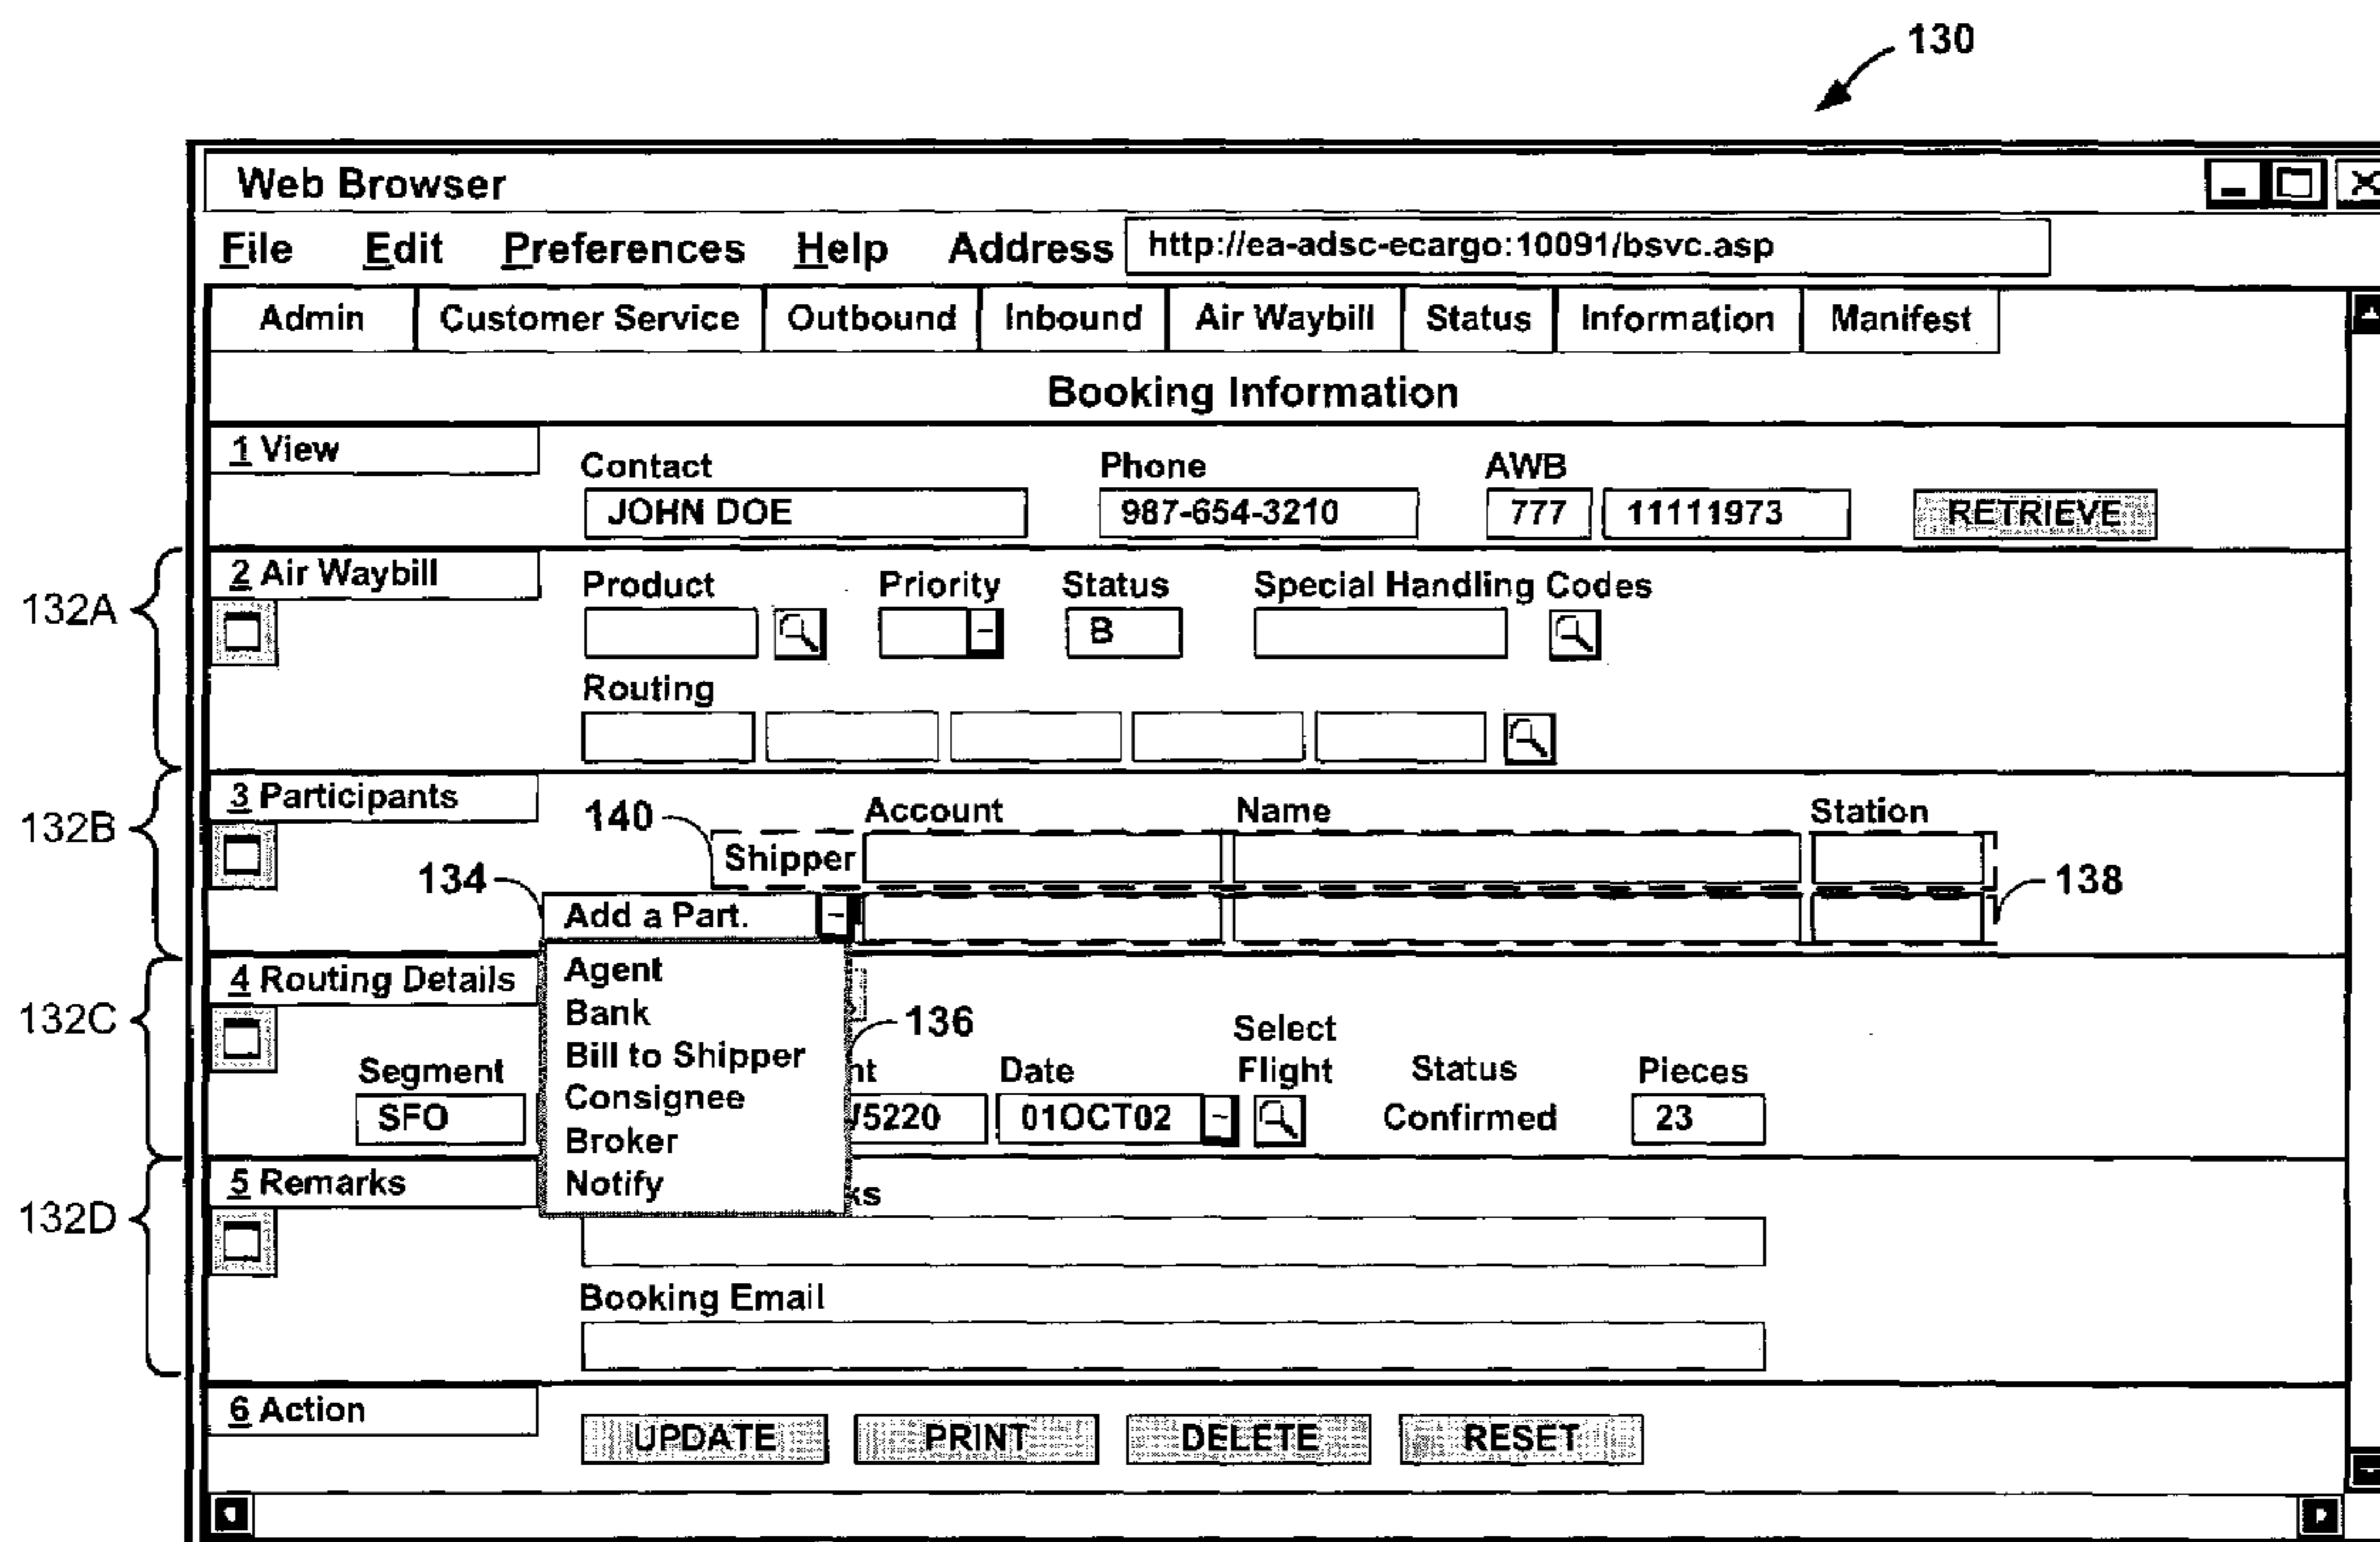 130
Web Browser
File Edit Preferences Help Address http://ea-adsc-ecargo:10091/bsvc.asp
Admin Customer Service Outbound Inbound Air Waybill Status Information Manifest
Booking Information
1 View
Contact Phone AWB
JOHN DOE 987-654-3210 777 11111973 RETRIEVE
132A
2 Air Waybill
Product Priority Status Special Handling Codes
B
Routing
132B
3 Participants
140 Account Name Station
Shipper
134 138
Add a Part.
132C
4 Routing Details
Agent
Bank
Bill to Shipper
Consignee
Broker
Notify
136
Segment nt Date Select Flight Status Pieces
SFO /5220 01OCT02 Confirmed 23
132D
5 Remarks
ks
Booking Email
6 Action
UPDATE PRINT DELETE RESET